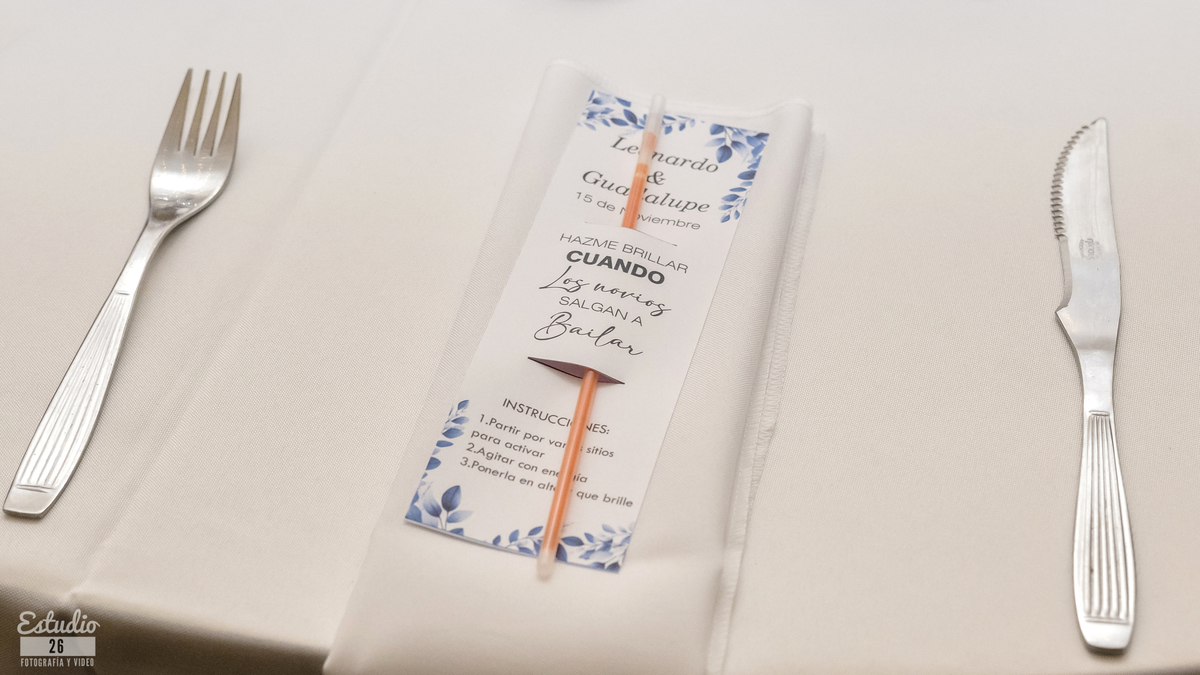 Leonardo
&
Guadalupe
15 de Noviembre
HAZME BRILLAR
CUANDO
Los novios
SALGAN A
Bailar
INSTRUCCIONES:
1.Partir por varios sitios
para activar
2.Agitar con energía
3.Ponerla en alto y que brille
Estudio
26
FOTOGRAFÍA Y VIDEO